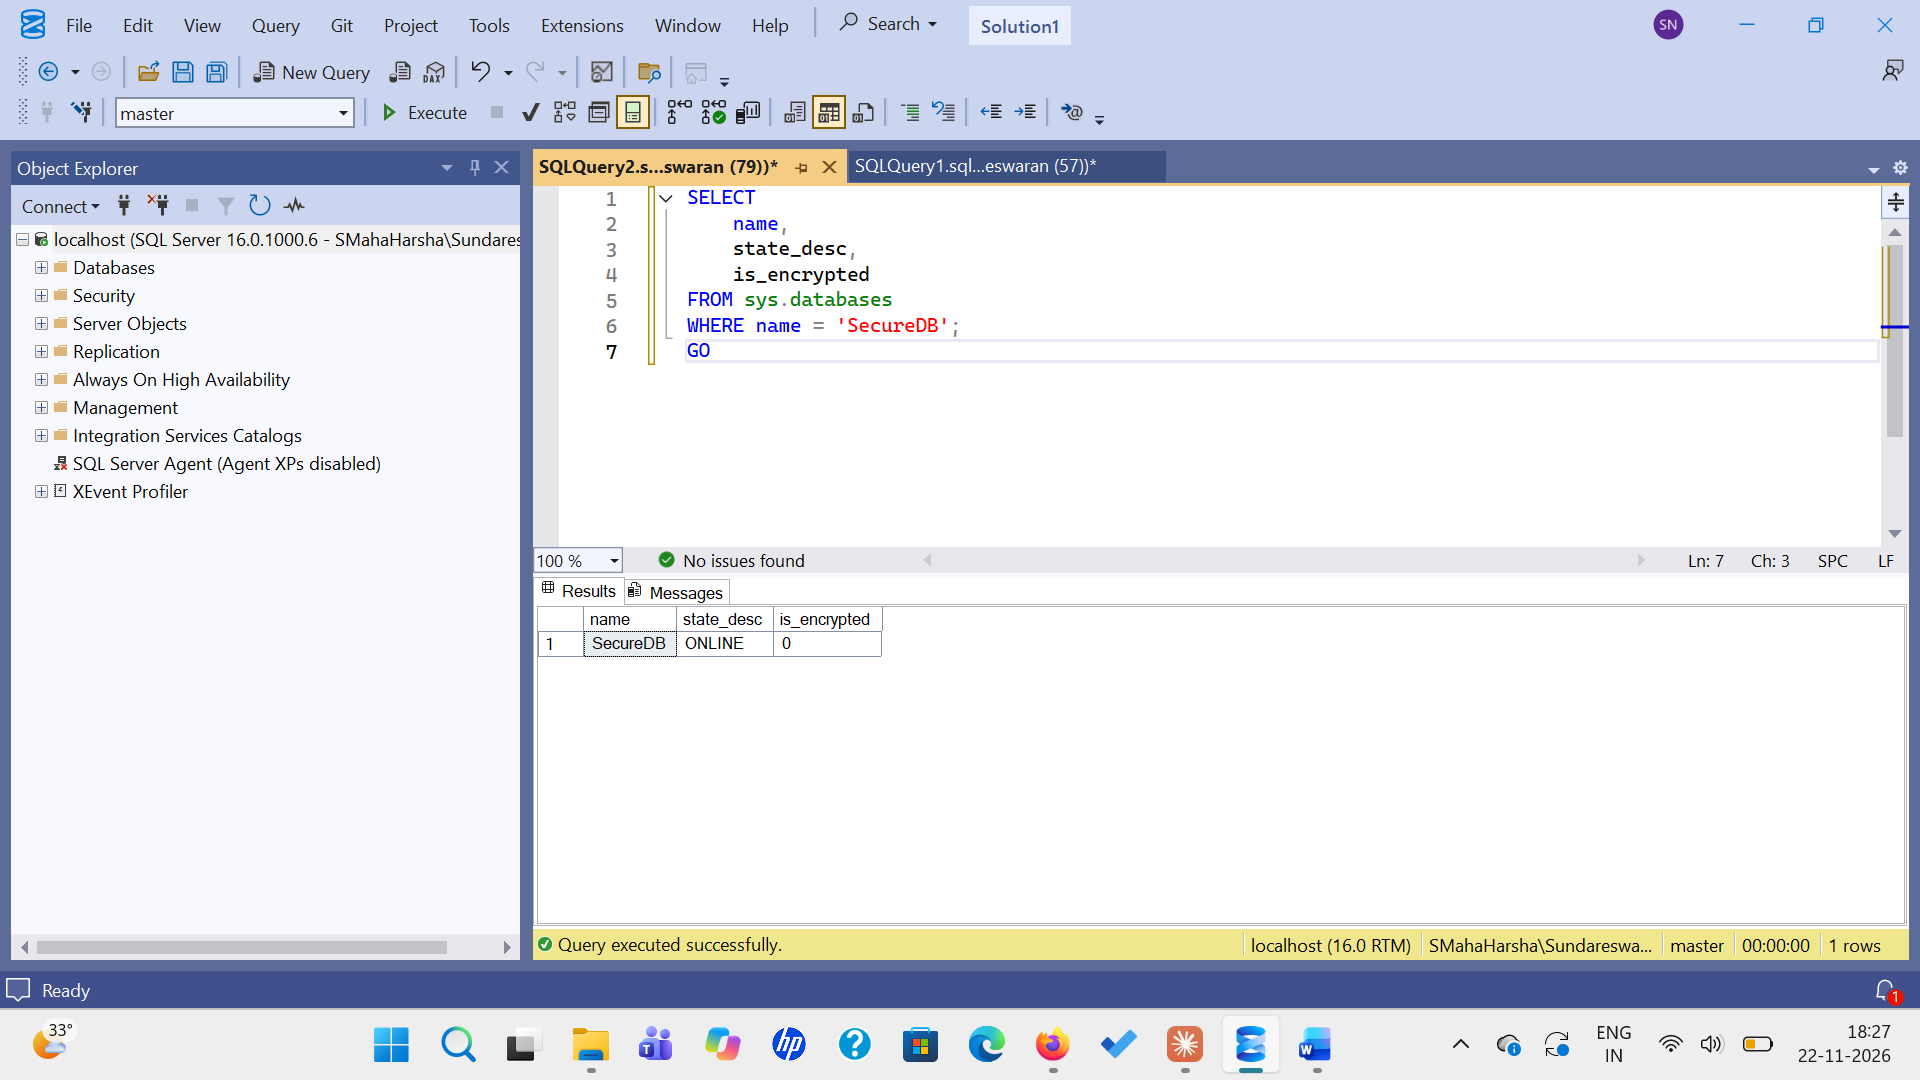 File Edit View Query Git Project Tools Extensions Window Help Search Solution1 SN
New Query DAX
master Execute
Object Explorer
Connect
localhost (SQL Server 16.0.1000.6 - SMahaHarsha\Sundares
Databases
Security
Server Objects
Replication
Always On High Availability
Management
Integration Services Catalogs
SQL Server Agent (Agent XPs disabled)
XEvent Profiler
SQLQuery2.s...swaran (79))* SQLQuery1.sql...eswaran (57))*
1 SELECT
2 name,
3 state_desc,
4 is_encrypted
5 FROM sys.databases
6 WHERE name = 'SecureDB';
7 GO
100 % No issues found Ln: 7 Ch: 3 SPC LF
Results Messages
name state_desc is_encrypted
1 SecureDB ONLINE 0
Query executed successfully. localhost (16.0 RTM) SMahaHarsha\Sundareswa... master 00:00:00 1 rows
Ready 1
33° ENG 18:27
IN 22-11-2026